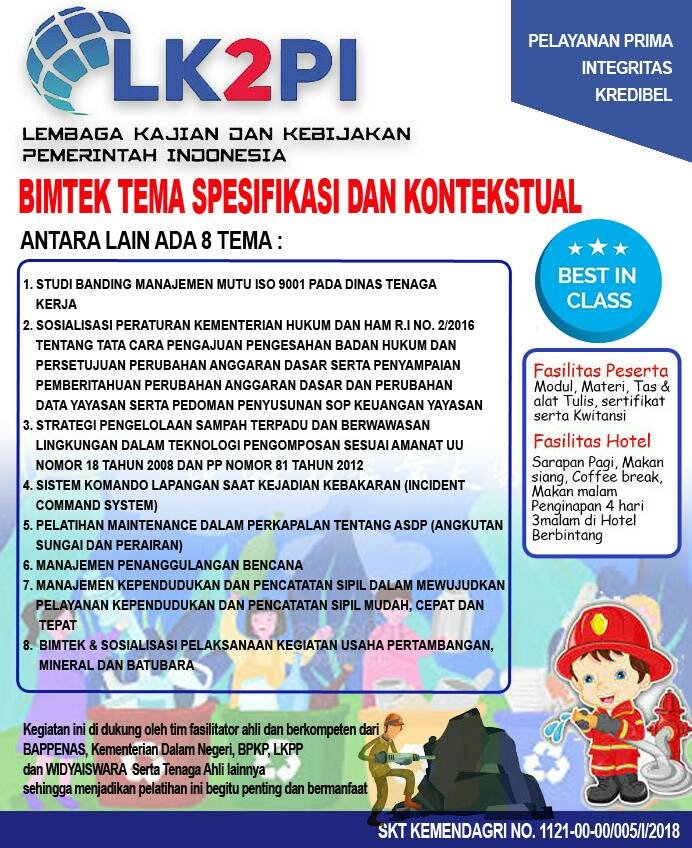 LK2PI
LEMBAGA KAJIAN DAN KEBIJAKAN
PEMERINTAH INDONESIA
PELAYANAN PRIMA
INTEGRITAS
KREDIBEL
BIMTEK TEMA SPESIFIKASI DAN KONTEKSTUAL
ANTARA LAIN ADA 8 TEMA :
1. STUDI BANDING MANAJEMEN MUTU ISO 9001 PADA DINAS TENAGA
KERJA
2. SOSIALISASI PERATURAN KEMENTERIAN HUKUM DAN HAM R.I NO. 2/2016
TENTANG TATA CARA PENGAJUAN PENGESAHAN BADAN HUKUM DAN
PERSETUJUAN PERUBAHAN ANGGARAN DASAR SERTA PENYAMPAIAN
PEMBERITAHUAN PERUBAHAN ANGGARAN DASAR DAN PERUBAHAN
DATA YAYASAN SERTA PEDOMAN PENYUSUNAN SOP KEUANGAN YAYASAN
3. STRATEGI PENGELOLAAN SAMPAH TERPADU DAN BERWAWASAN
LINGKUNGAN DALAM TEKNOLOGI PENGOMPOSAN SESUAI AMANAT UU
NOMOR 18 TAHUN 2008 DAN PP NOMOR 81 TAHUN 2012
4. SISTEM KOMANDO LAPANGAN SAAT KEJADIAN KEBAKARAN (INCIDENT
COMMAND SYSTEM)
5. PELATIHAN MAINTENANCE DALAM PERKAPALAN TENTANG ASDP (ANGKUTAN
SUNGAI DAN PERAIRAN)
6. MANAJEMEN PENANGGULANGAN BENCANA
7. MANAJEMEN KEPENDUDUKAN DAN PENCATATAN SIPIL DALAM MEWUJUDKAN
PELAYANAN KEPENDUDUKAN DAN PENCATATAN SIPIL MUDAH, CEPAT DAN
TEPAT
8. BIMTEK & SOSIALISASI PELAKSANAAN KEGIATAN USAHA PERTAMBANGAN,
MINERAL DAN BATUBARA
BEST IN
CLASS
Fasilitas Peserta
Modul, Materi, Tas &
alat Tulis, sertifikat
serta Kwitansi
Fasilitas Hotel
Sarapan Pagi, Makan
siang, Coffee break,
Makan malam
Penginapan 4 hari
3malam di Hotel
Berbintang
Kegiatan ini di dukung oleh tim fasilitator ahli dan berkompeten dari
BAPPENAS, Kementerian Dalam Negeri, BPKP, LKPP
dan WIDYAISWARA Serta Tenaga Ahli lainnya
sehingga menjadikan pelatihan ini begitu penting dan bermanfaat
SKT KEMENDAGRI NO. 1121-00-00/005/I/2018